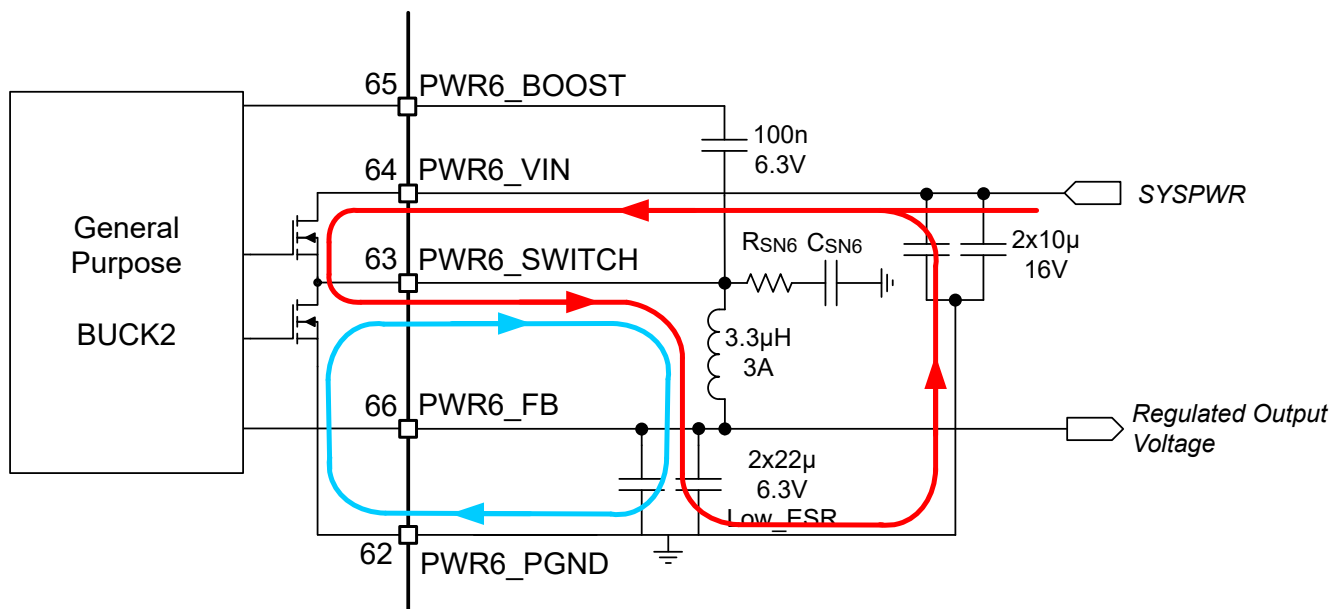 65 PWR6_BOOST
100n
6.3V
64 PWR6_VIN
SYSPWR
General
Purpose
BUCK2
63 PWR6_SWITCH
RSN6 CSN6
2x10µ
16V
3.3µH
3A
66 PWR6_FB
Regulated Output
Voltage
2x22µ
6.3V
Low_ESR
62 PWR6_PGND